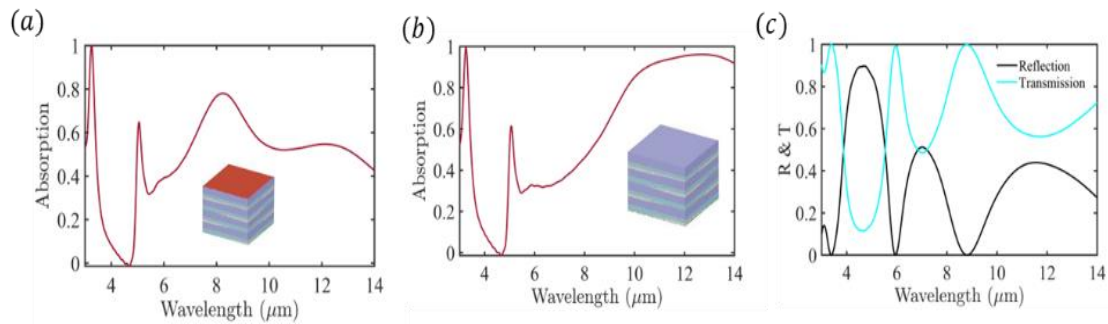 (a)
1
0.8
0.6
0.4
0.2
0
Absorption
4 6 8 10 12 14
Wavelength (μm)
(b)
1
0.8
0.6
0.4
0.2
0
Absorption
4 6 8 10 12 14
Wavelength (μm)
(c)
1
0.8
0.6
0.4
0.2
0
R & T
Reflection
Transmission
4 6 8 10 12 14
Wavelength (μm)